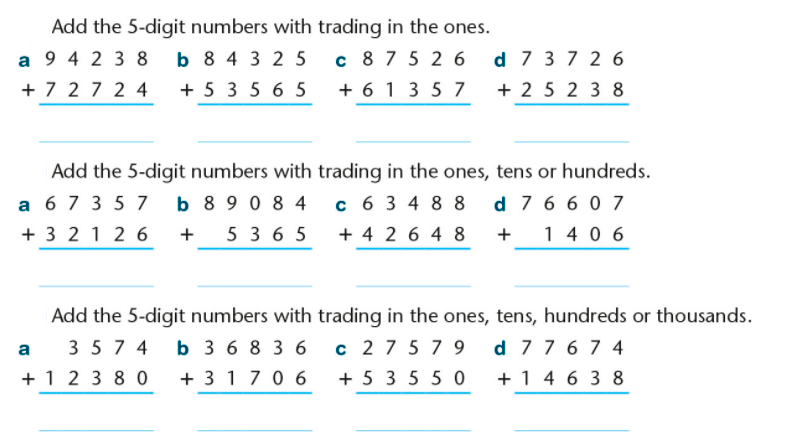 Add the 5-digit numbers with trading in the ones.
a 9 4 2 3 8 b 8 4 3 2 5 c 8 7 5 2 6 d 7 3 7 2 6
+ 7 2 7 2 4 + 5 3 5 6 5 + 6 1 3 5 7 + 2 5 2 3 8
Add the 5-digit numbers with trading in the ones, tens or hundreds.
a 6 7 3 5 7 b 8 9 0 8 4 c 6 3 4 8 8 d 7 6 6 0 7
+ 3 2 1 2 6 + 5 3 6 5 + 4 2 6 4 8 + 1 4 0 6
Add the 5-digit numbers with trading in the ones, tens, hundreds or thousands.
a 3 5 7 4 b 3 6 8 3 6 c 2 7 5 7 9 d 7 7 6 7 4
+ 1 2 3 8 0 + 3 1 7 0 6 + 5 3 5 5 0 + 1 4 6 3 8